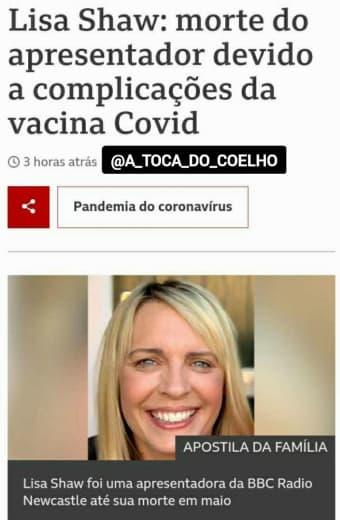 Lisa Shaw: morte do
apresentador devido
a complicações da
vacina Covid
3 horas atrás @A_TOCA_DO_COELHO
Pandemia do coronavírus
APOSTILA DA FAMÍLIA
Lisa Shaw foi uma apresentadora da BBC Radio
Newcastle até sua morte em maio